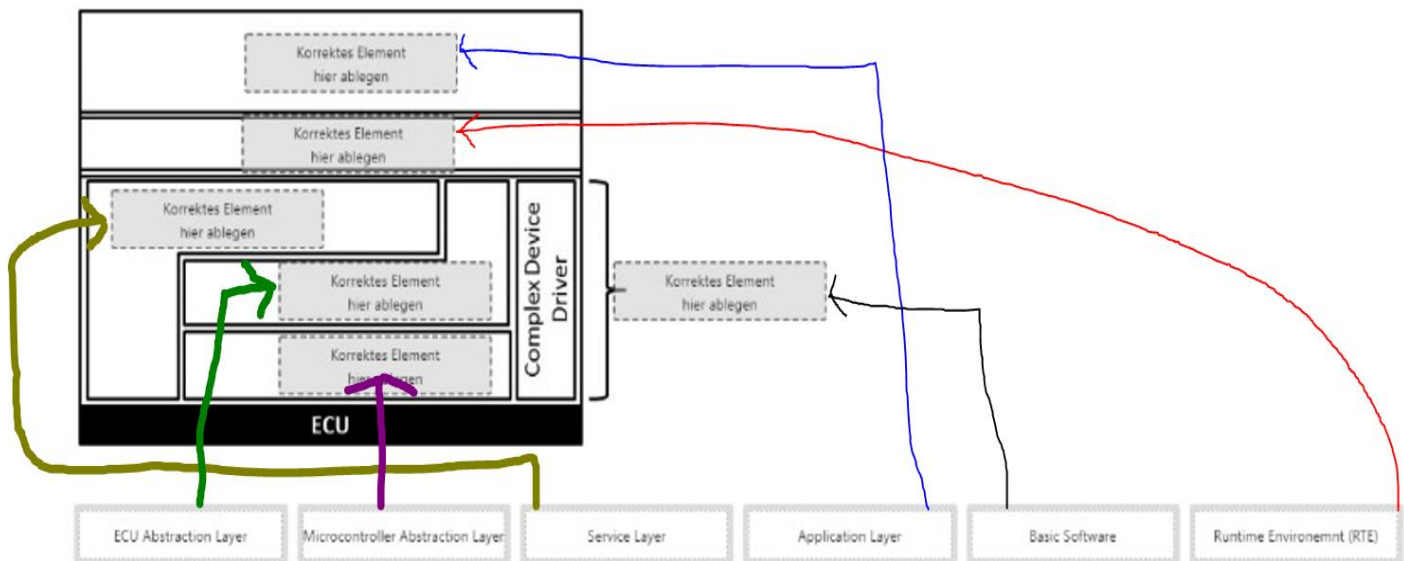 Korrektes Element
hier ablegen
Korrektes Element
hier ablegen
Korrektes Element
hier ablegen
Korrektes Element
hier ablegen
Korrektes Element
hier ablegen
Complex Device
Driver
Korrektes Element
hier ablegen
ECU
ECU Abstraction Layer
Microcontroller Abstraction Layer
Service Layer
Application Layer
Basic Software
Runtime Environemnt (RTE)